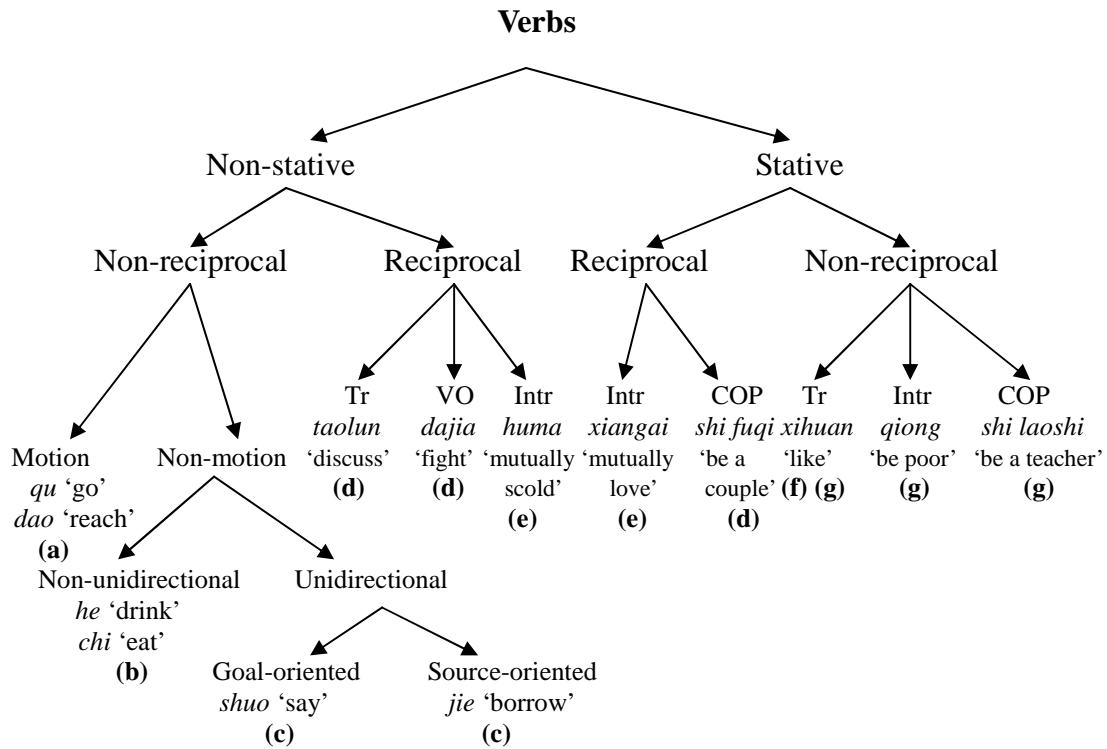 Verbs
Non-stative Stative
Non-reciprocal Reciprocal Reciprocal Non-reciprocal
Tr VO Intr Intr COP Tr Intr COP
taolun dajia huma xiangai shi fuqi xihuan qiong shi laoshi
Motion Non-motion ‘discuss’ ‘fight’ ‘mutually ‘mutually ‘be a ‘like’ ‘be poor’ ‘be a teacher’
qu ‘go’ (d) (d) scold’ love’ couple’ (f) (g) (g) (g)
dao ‘reach’ (e) (e) (d)
(a)
Non-unidirectional Unidirectional
he ‘drink’
chi ‘eat’
(b) Goal-oriented Source-oriented
shuo ‘say’ jie ‘borrow’
(c) (c)